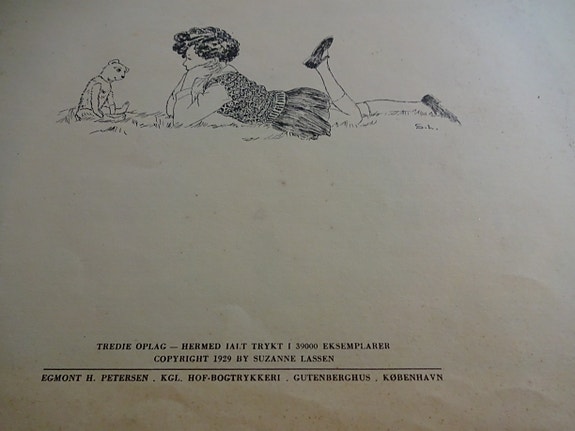 S.L.
TREDIE OPLAG — HERMED IALT TRYKT I 39000 EKSEMPLARER
COPYRIGHT 1929 BY SUZANNE LASSEN
EGMONT H. PETERSEN . KGL. HOF-BOGTRYKKERI . GUTENBERGHUS . KØBENHAVN